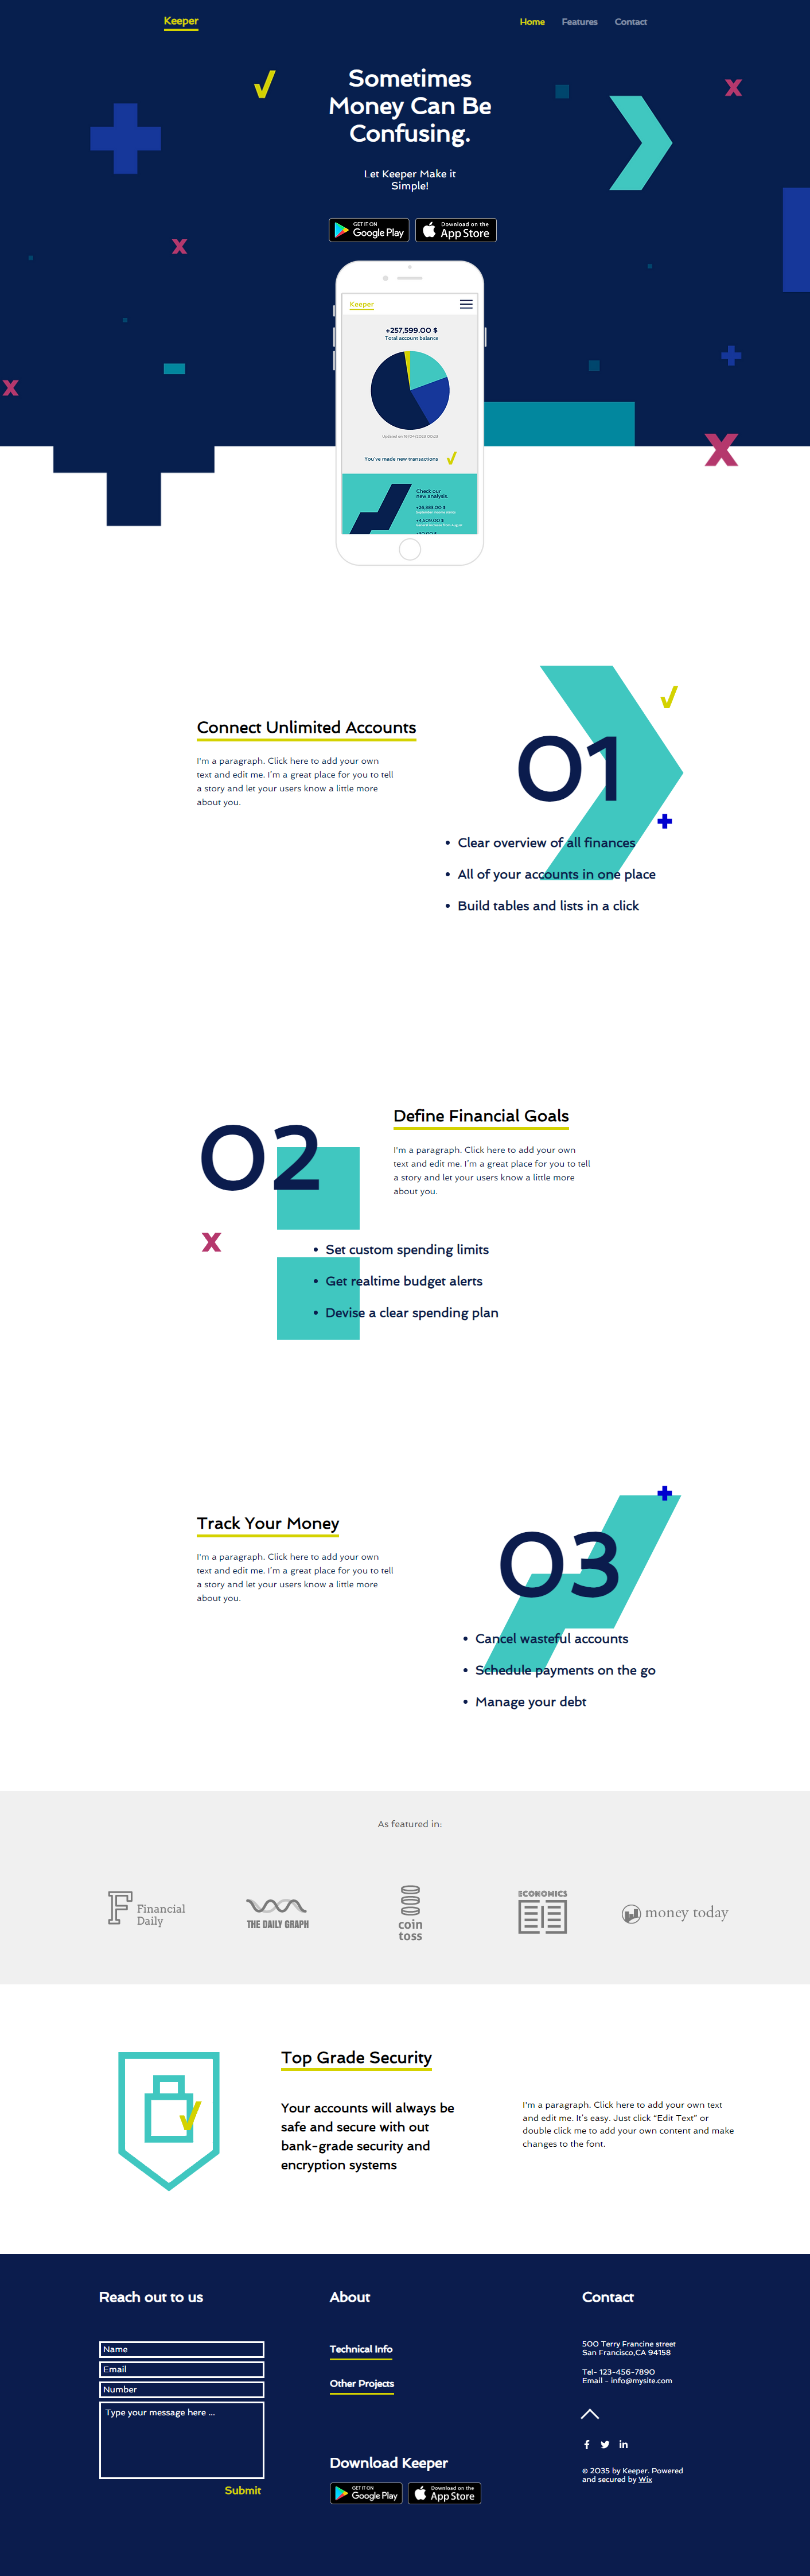 Keeper
Home Features Contact
Sometimes
Money Can Be
Confusing.
Let Keeper Make it
Simple!
GET IT ON
Google Play
Download on the
App Store
Keeper
+257,599.00 $
Total account balance
You've made new transactions
Check our
new analysis.
+26,383.00 $
+4,509.00 $
Connect Unlimited Accounts
I'm a paragraph. Click here to add your own
text and edit me. I'm a great place for you to tell
a story and let your users know a little more
about you.
01
• Clear overview of all finances
• All of your accounts in one place
• Build tables and lists in a click
02
Define Financial Goals
I'm a paragraph. Click here to add your own
text and edit me. I'm a great place for you to tell
a story and let your users know a little more
about you.
• Set custom spending limits
• Get realtime budget alerts
• Devise a clear spending plan
Track Your Money
I'm a paragraph. Click here to add your own
text and edit me. I'm a great place for you to tell
a story and let your users know a little more
about you.
03
• Cancel wasteful accounts
• Schedule payments on the go
• Manage your debt
As featured in:
Financial
Daily
THE DAILY GRAPH
coin
toss
ECONOMICS
money today
Top Grade Security
Your accounts will always be
safe and secure with out
bank-grade security and
encryption systems
I'm a paragraph. Click here to add your own text
and edit me. It's easy. Just click "Edit Text" or
double click me to add your own content and make
changes to the font.
Reach out to us
Name
Email
Number
Type your message here ...
Submit
About
Technical Info
Other Projects
Download Keeper
GET IT ON
Google Play
Download on the
App Store
Contact
500 Terry Francine street
San Francisco,CA 94158
Tel- 123-456-7890
Email - info@mysite.com
© 2035 by Keeper. Powered
and secured by Wix